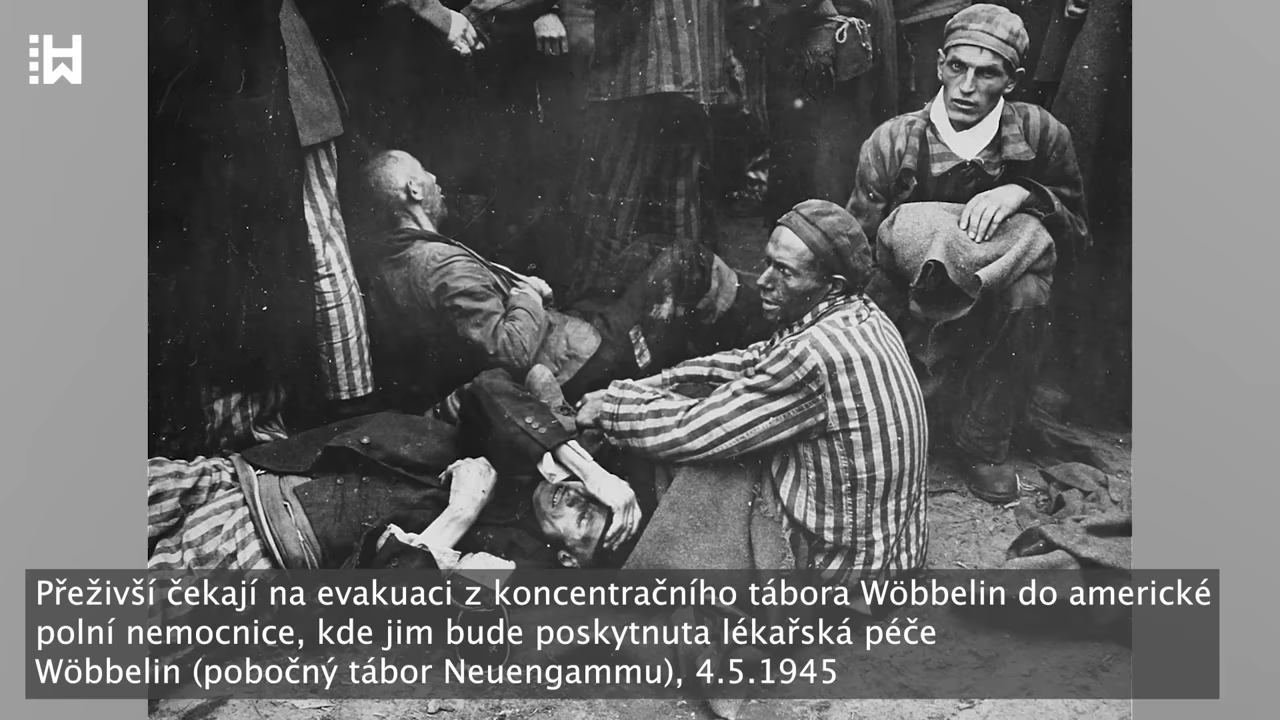 Přeživší čekají na evakuaci z koncentračního tábora Wöbbelin do americké
polní nemocnice, kde jim bude poskytnuta lékařská péče
Wöbbelin (pobočný tábor Neuengammu), 4.5.1945